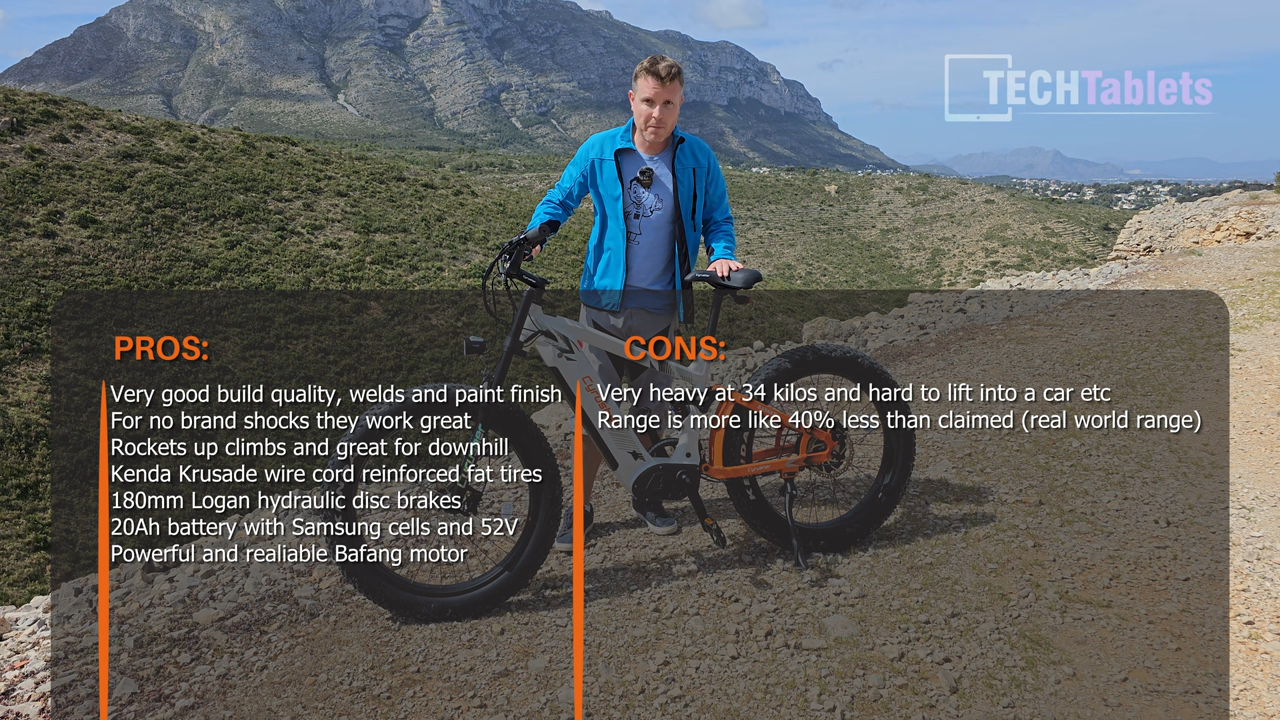 TECHTablets
PROS:
Very good build quality, welds and paint finish
For no brand shocks they work great
Rockets up climbs and great for downhill
Kenda Krusade wire cord reinforced fat tires
180mm Logan hydraulic disc brakes
20Ah battery with Samsung cells and 52V
Powerful and realiable Bafang motor
CONS:
Very heavy at 34 kilos and hard to lift into a car etc
Range is more like 40% less than claimed (real world range)